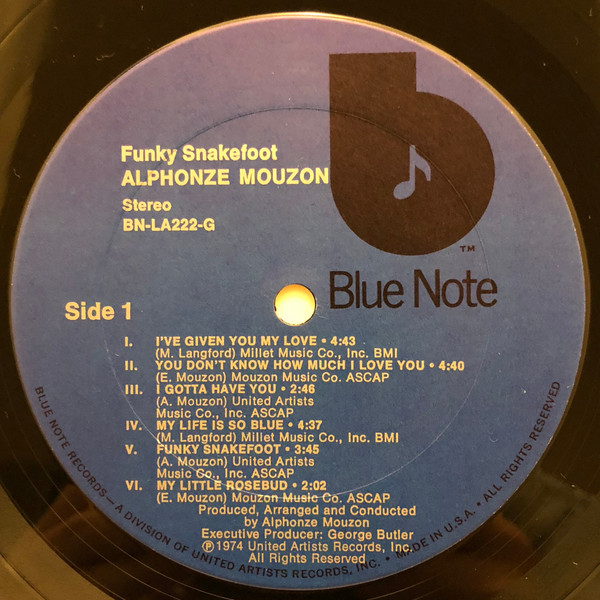 Funky Snakefoot
ALPHONZE MOUZON
Stereo
BN-LA222-G
b
TM
Blue Note
Side 1
I. I'VE GIVEN YOU MY LOVE • 4:43
(M. Langford) Millet Music Co., Inc. BMI
II. YOU DON'T KNOW HOW MUCH I LOVE YOU • 4:40
(E. Mouzon) Mouzon Music Co. ASCAP
III. I GOTTA HAVE YOU • 2:46
(A. Mouzon) United Artists
Music Co., Inc. ASCAP
IV. MY LIFE IS SO BLUE • 4:37
(M. Langford) Millet Music Co., Inc. BMI
V. FUNKY SNAKEFOOT • 3:45
(A. Mouzon) United Artists
Music Co., Inc. ASCAP
VI. MY LITTLE ROSEBUD • 2:02
(E. Mouzon) Mouzon Music Co. ASCAP
Produced, Arranged and Conducted
by Alphonze Mouzon
Executive Producer: George Butler
℗1974 United Artists Records, Inc.
All Rights Reserved
BLUE NOTE RECORDS—A DIVISION OF UNITED ARTISTS RECORDS, INC. • MADE IN U.S.A. • ALL RIGHTS RESERVED